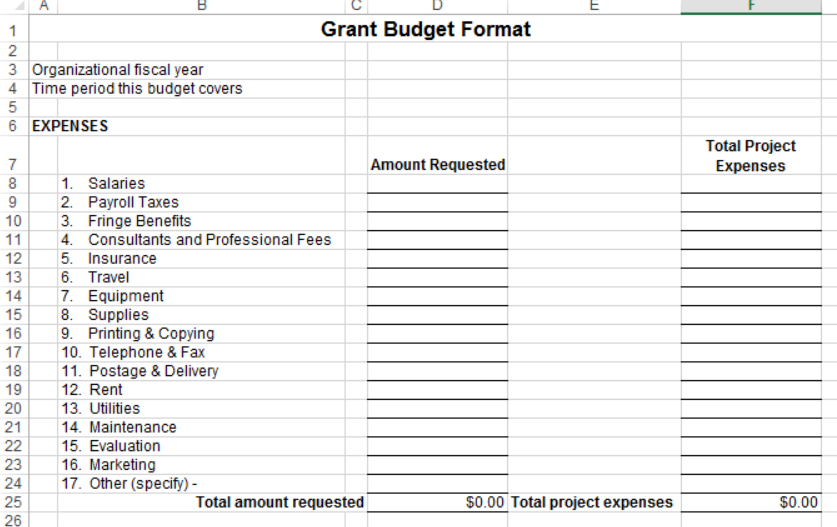 A B C D E F
1 Grant Budget Format
2
3 Organizational fiscal year
4 Time period this budget covers
5
6 EXPENSES
Total Project
7 Amount Requested Expenses
8 1. Salaries
9 2. Payroll Taxes
10 3. Fringe Benefits
11 4. Consultants and Professional Fees
12 5. Insurance
13 6. Travel
14 7. Equipment
15 8. Supplies
16 9. Printing & Copying
17 10. Telephone & Fax
18 11. Postage & Delivery
19 12. Rent
20 13. Utilities
21 14. Maintenance
22 15. Evaluation
23 16. Marketing
24 17. Other (specify) -
25 Total amount requested $0.00 Total project expenses $0.00
26